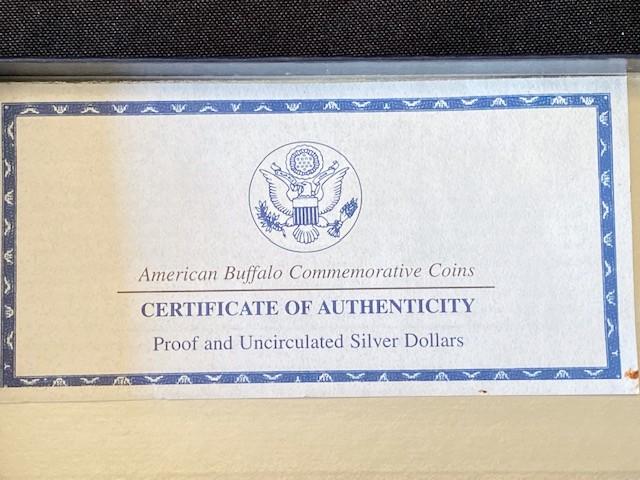 American Buffalo Commemorative Coins
CERTIFICATE OF AUTHENTICITY
Proof and Uncirculated Silver Dollars